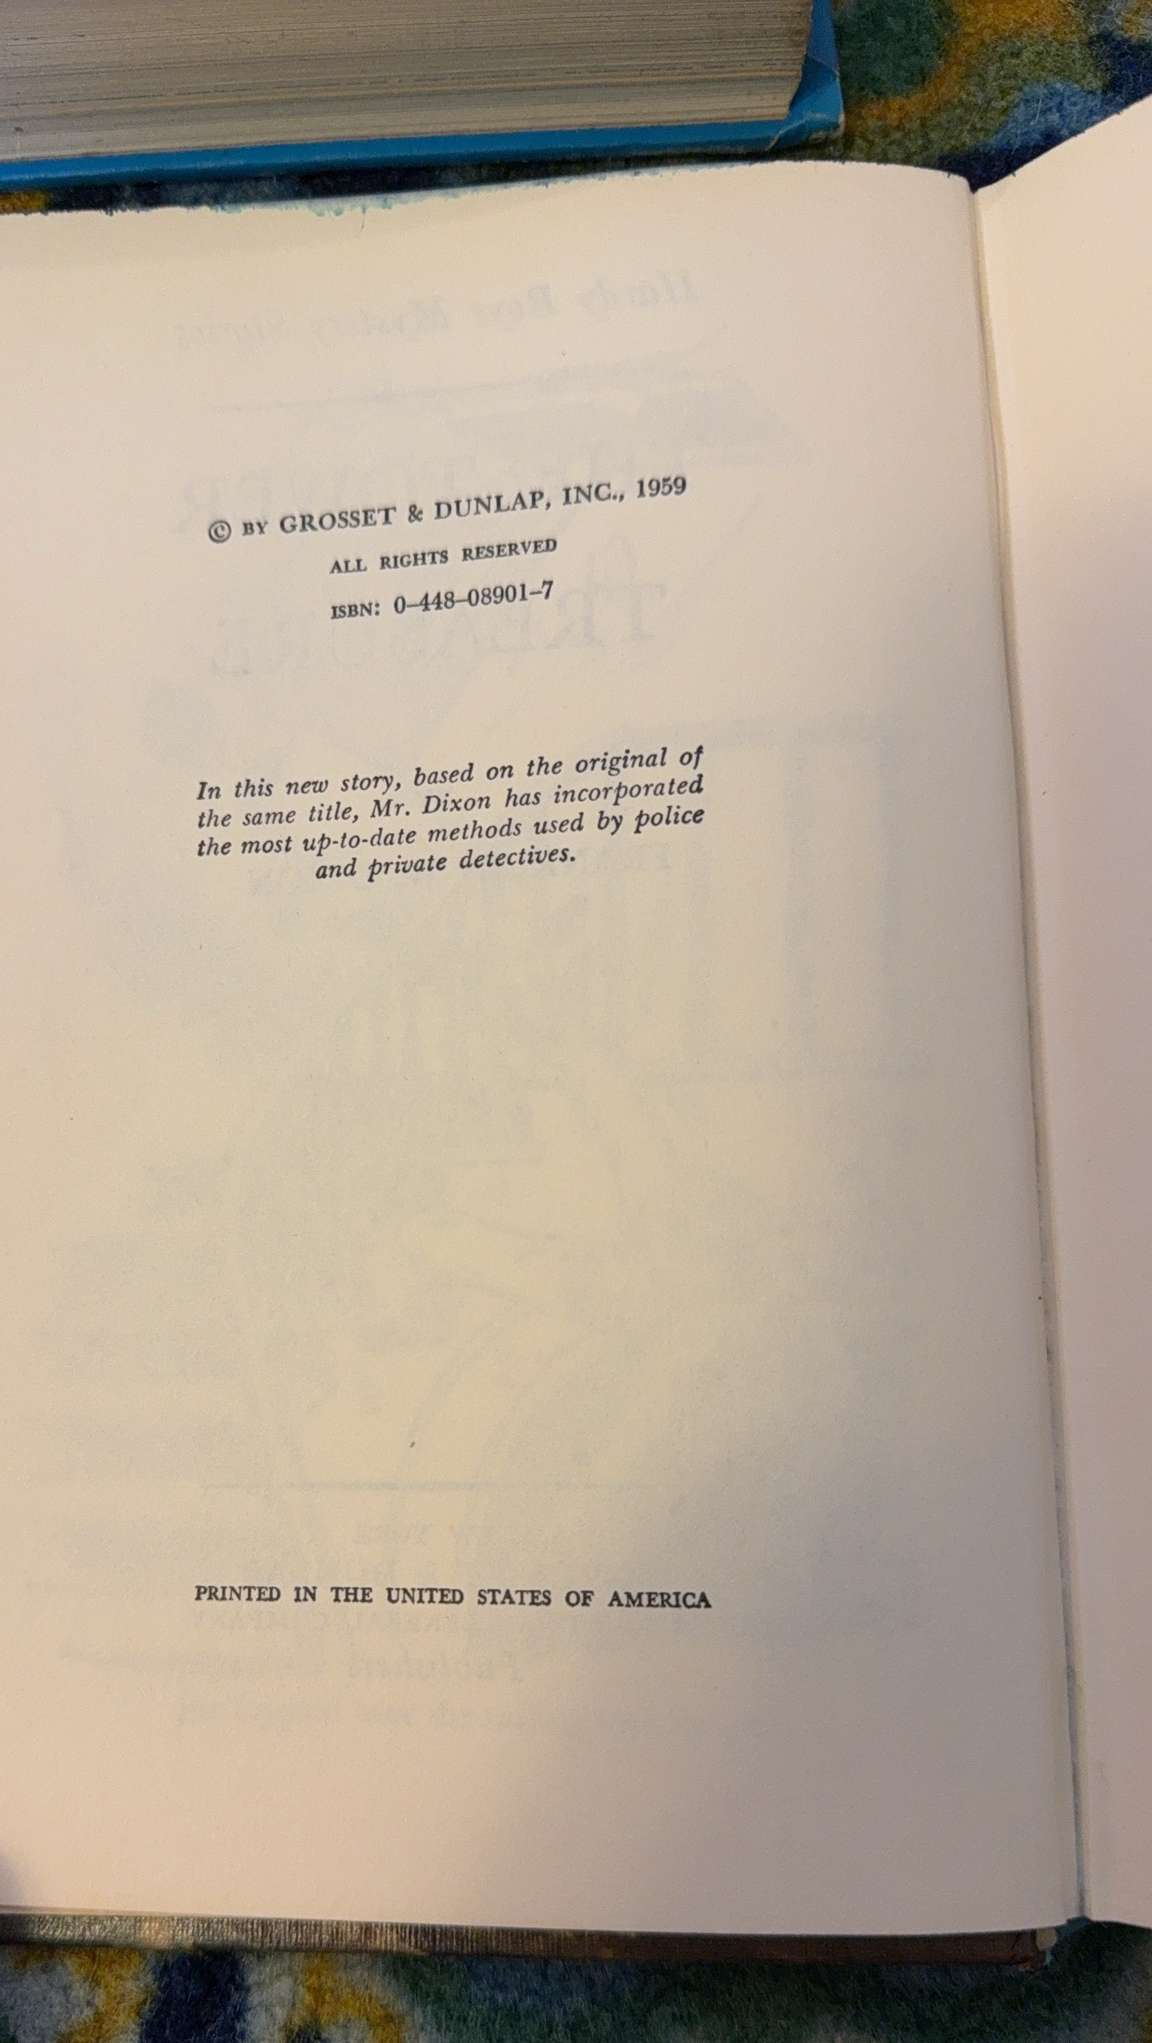 © BY GROSSET & DUNLAP, INC., 1959
ALL RIGHTS RESERVED
ISBN: 0-448-08901-7
In this new story, based on the original of
the same title, Mr. Dixon has incorporated
the most up-to-date methods used by police
and private detectives.
PRINTED IN THE UNITED STATES OF AMERICA